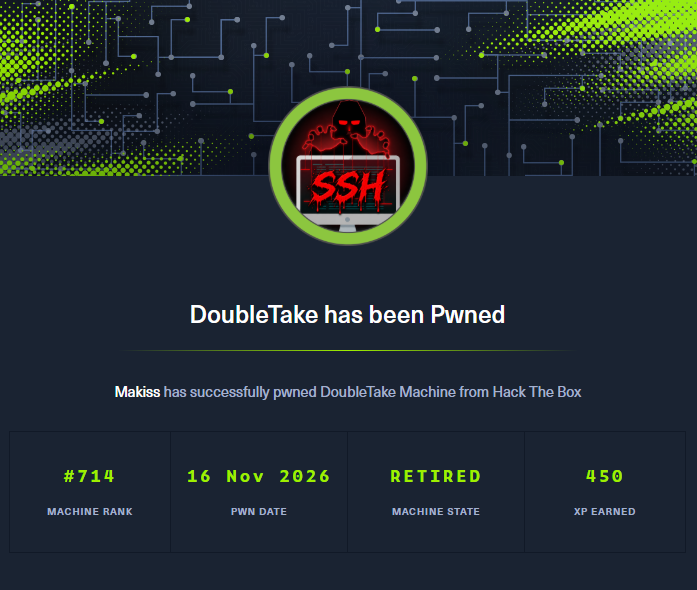 SSH
DoubleTake has been Pwned
Makiss has successfully pwned DoubleTake Machine from Hack The Box
#714
16 Nov 2026
RETIRED
450
MACHINE RANK
PWN DATE
MACHINE STATE
XP EARNED